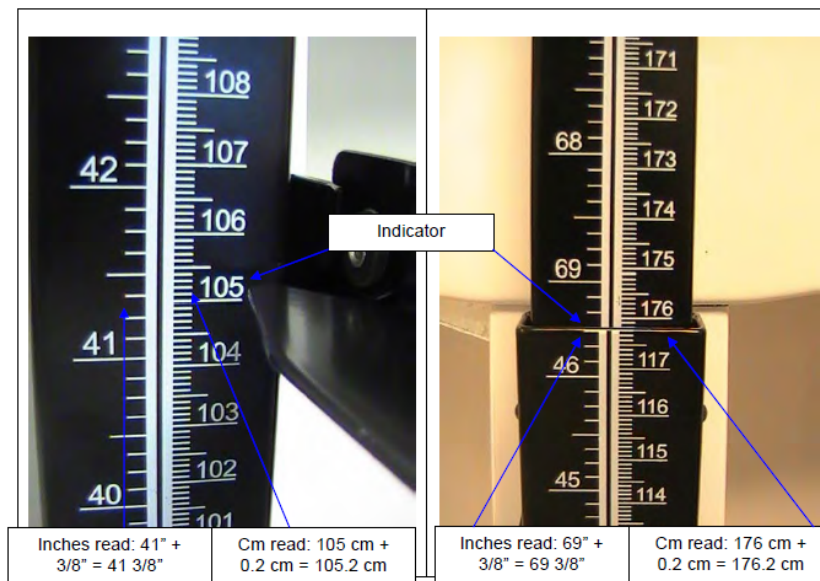 108
107
42
106
105
41
104
103
102
40
101
Indicator
171
172
68
173
174
175
69
176
117
46
116
115
45
114
Inches read: 41” +
3/8” = 41 3/8”
Cm read: 105 cm +
0.2 cm = 105.2 cm
Inches read: 69” +
3/8” = 69 3/8”
Cm read: 176 cm +
0.2 cm = 176.2 cm